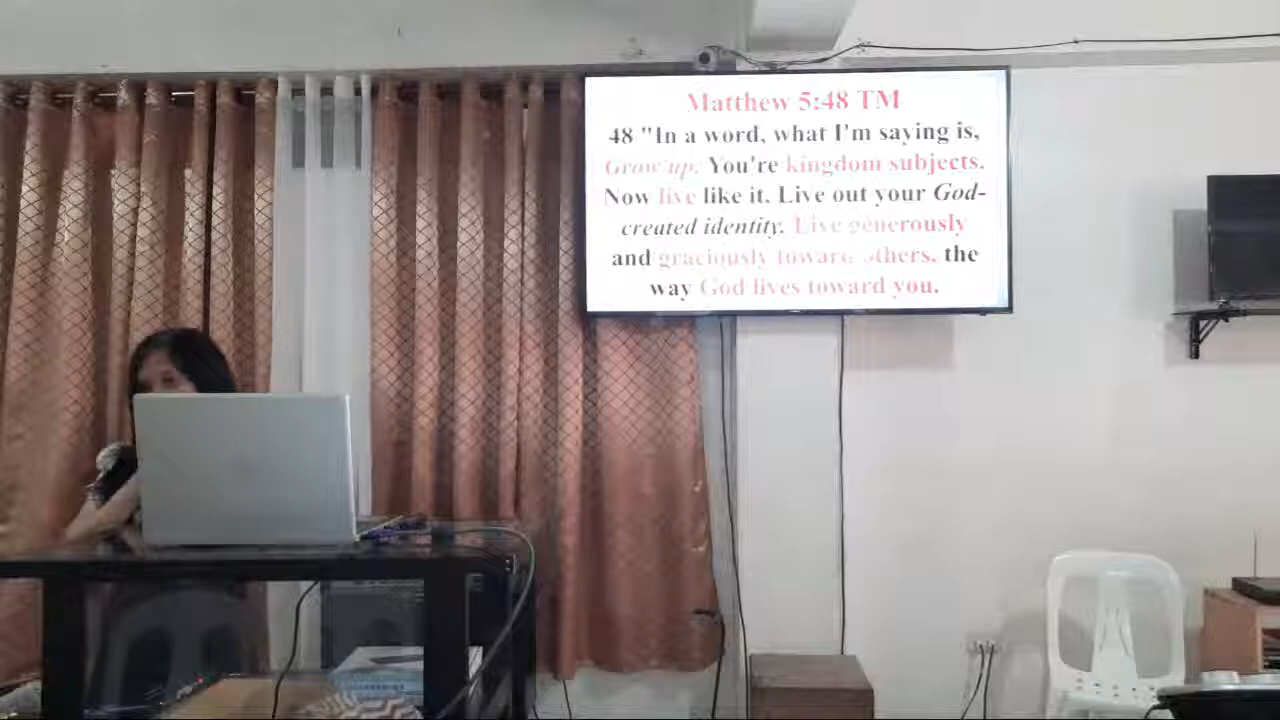 Matthew 5:48 TM
48 "In a word, what I'm saying is,
Grow up. You're kingdom subjects.
Now live like it. Live out your God-
created identity. Live generously
and graciously toward others, the
way God lives toward you.